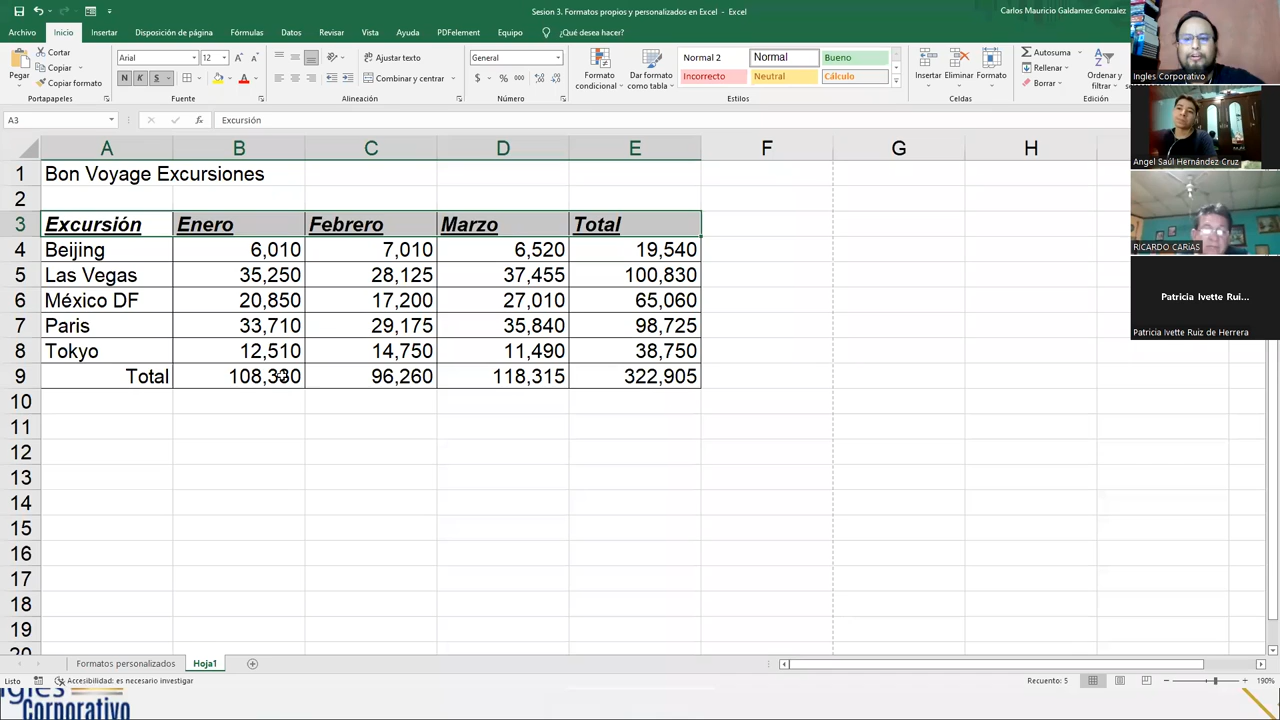 Sesion 3. Formatos propios y personalizados en Excel - Excel
Carlos Mauricio Galdamez Gonzalez
Archivo Inicio Insertar Disposición de página Fórmulas Datos Revisar Vista Ayuda PDFelement Equipo ¿Qué desea hacer?
Pegar
Cortar
Copiar
Copiar formato
Portapapeles
Arial 12
N K S
Fuente
Ajustar texto
Combinar y centrar
Alineación
General
$ % 000
Número
Formato condicional
Dar formato como tabla
Normal 2 Normal Bueno
Incorrecto Neutral Cálculo
Estilos
Insertar Eliminar Formato
Celdas
Autosuma
Rellenar
Borrar
Ordenar y filtrar
Edición
A3 fx Excursión
A B C D E F G H
1 Bon Voyage Excursiones
2
3 Excursión Enero Febrero Marzo Total
4 Beijing 6,010 7,010 6,520 19,540
5 Las Vegas 35,250 28,125 37,455 100,830
6 México DF 20,850 17,200 27,010 65,060
7 Paris 33,710 29,175 35,840 98,725
8 Tokyo 12,510 14,750 11,490 38,750
9 Total 108,330 96,260 118,315 322,905
10
11
12
13
14
15
16
17
18
19
20
Formatos personalizados Hoja1
Listo Accesibilidad: es necesario investigar Recuento: 5 190%
Ingles Corporativo
Angel Saúl Hernández Cruz
RICARDO CARíAS
Patricia Ivette Rui...
Patricia Ivette Ruiz de Herrera
Ingles
Corporativo